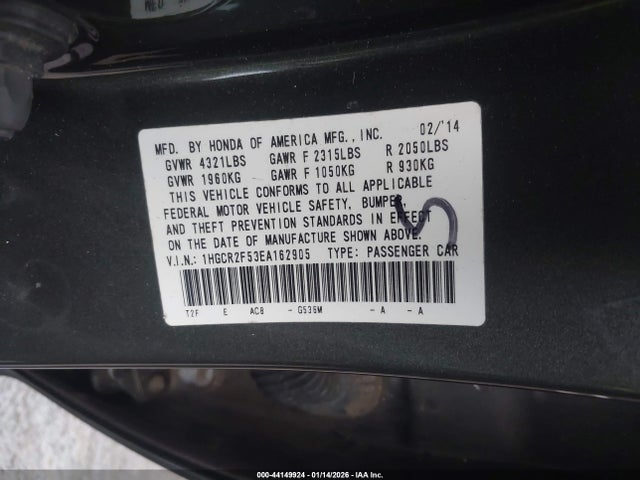 MFD. BY HONDA OF AMERICA MFG.,INC. 02/'14
GVWR 4321LBS GAWR F 2315LBS R 2050LBS
GVWR 1960KG GAWR F 1050KG R 930KG
THIS VEHICLE CONFORMS TO ALL APPLICABLE
FEDERAL MOTOR VEHICLE SAFETY, BUMPER,
AND THEFT PREVENTION STANDARDS IN EFFECT
ON THE DATE OF MANUFACTURE SHOWN ABOVE.
V.I.N.: 1HGCR2F53EA162905 TYPE: PASSENGER CAR
T2F E AC8 - G536M - A - A
000-44149924 | 01/14/2026 - IAA Inc.